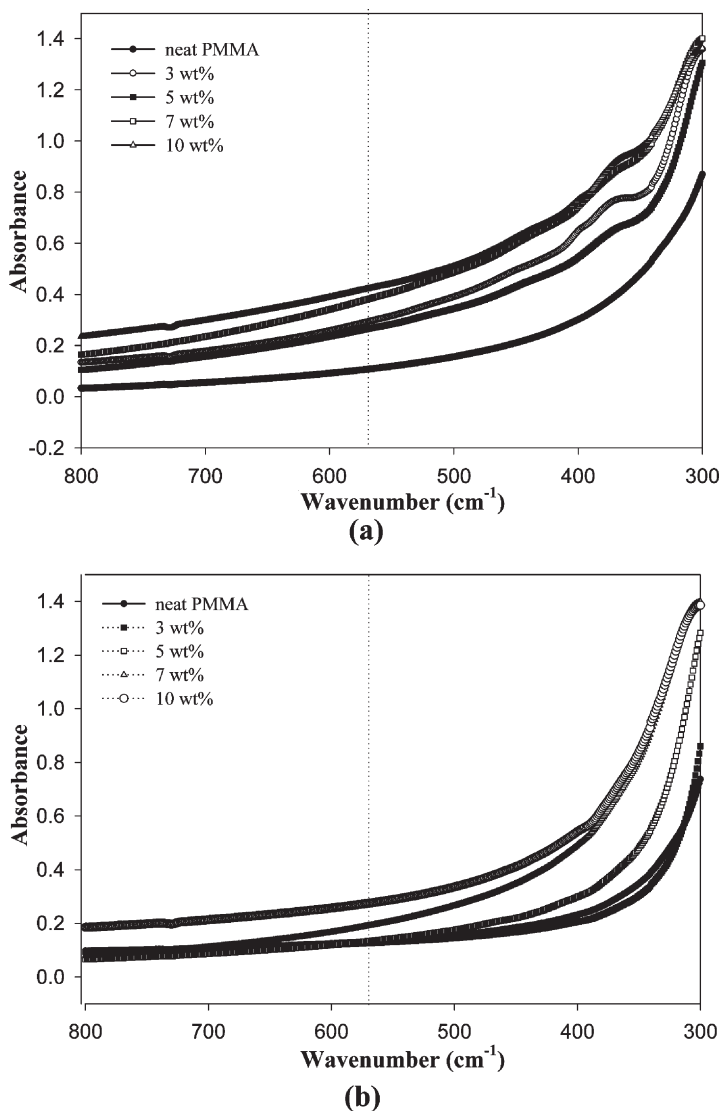 1.4
1.2
1.0
0.8
0.6
0.4
0.2
0.0
-0.2
Absorbance
neat PMMA
3 wt%
5 wt%
7 wt%
10 wt%
800 700 600 500 400 300
Wavenumber (cm-1)
(a)
1.4
1.2
1.0
0.8
0.6
0.4
0.2
0.0
Absorbance
neat PMMA
3 wt%
5 wt%
7 wt%
10 wt%
800 700 600 500 400 300
Wavenumber (cm-1)
(b)